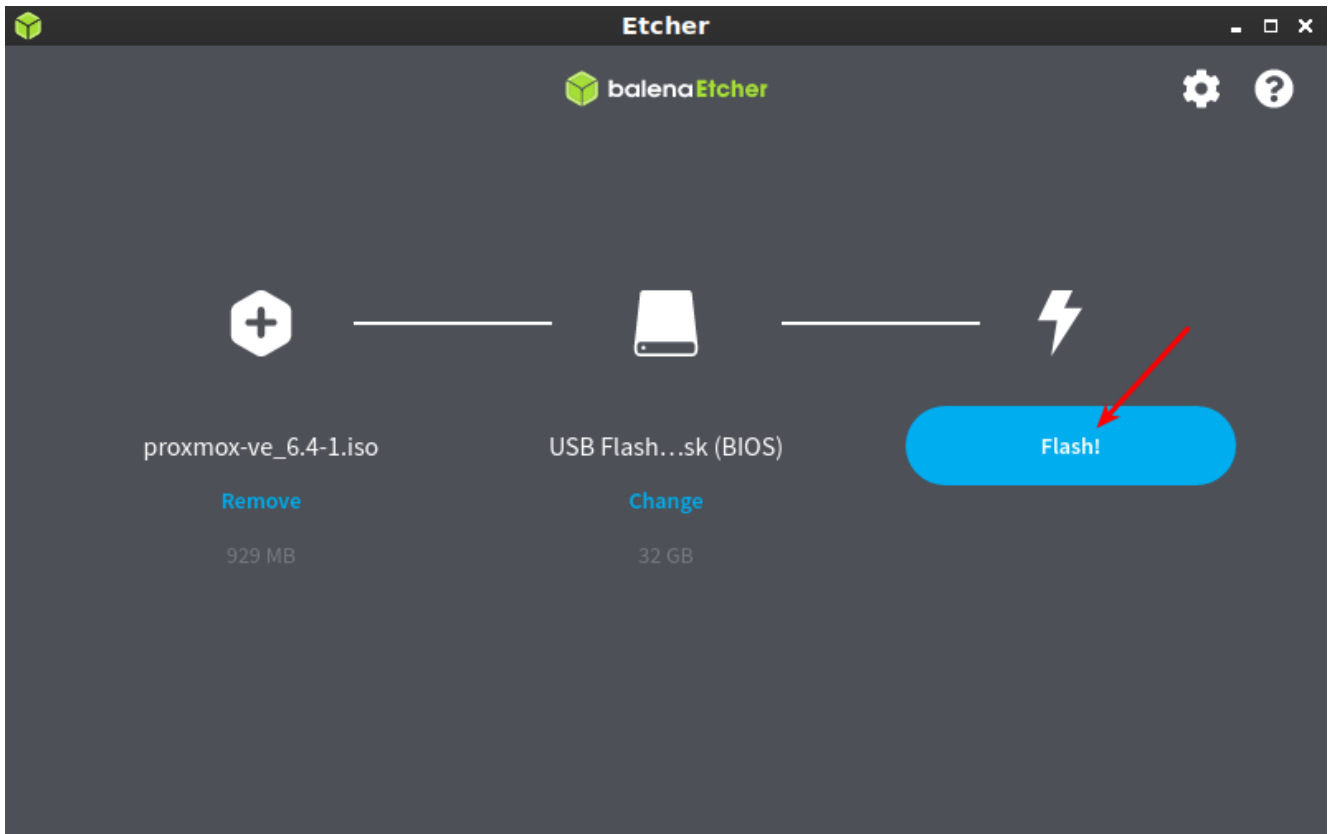 Etcher
balenaEtcher
proxmox-ve_6.4-1.iso
USB Flash...sk (BIOS)
Flash!
Remove
Change
929 MB
32 GB